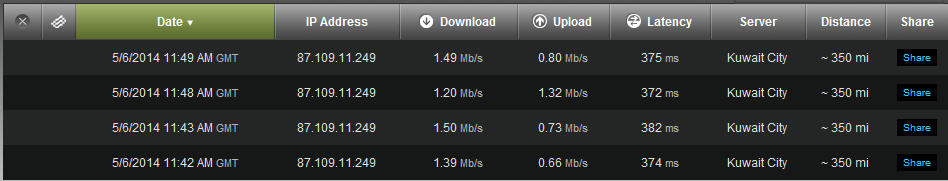 Date IP Address Download Upload Latency Server Distance Share
5/6/2014 11:49 AM GMT 87.109.11.249 1.49 Mb/s 0.80 Mb/s 375 ms Kuwait City ~ 350 mi Share
5/6/2014 11:48 AM GMT 87.109.11.249 1.20 Mb/s 1.32 Mb/s 372 ms Kuwait City ~ 350 mi Share
5/6/2014 11:43 AM GMT 87.109.11.249 1.50 Mb/s 0.73 Mb/s 382 ms Kuwait City ~ 350 mi Share
5/6/2014 11:42 AM GMT 87.109.11.249 1.39 Mb/s 0.66 Mb/s 374 ms Kuwait City ~ 350 mi Share